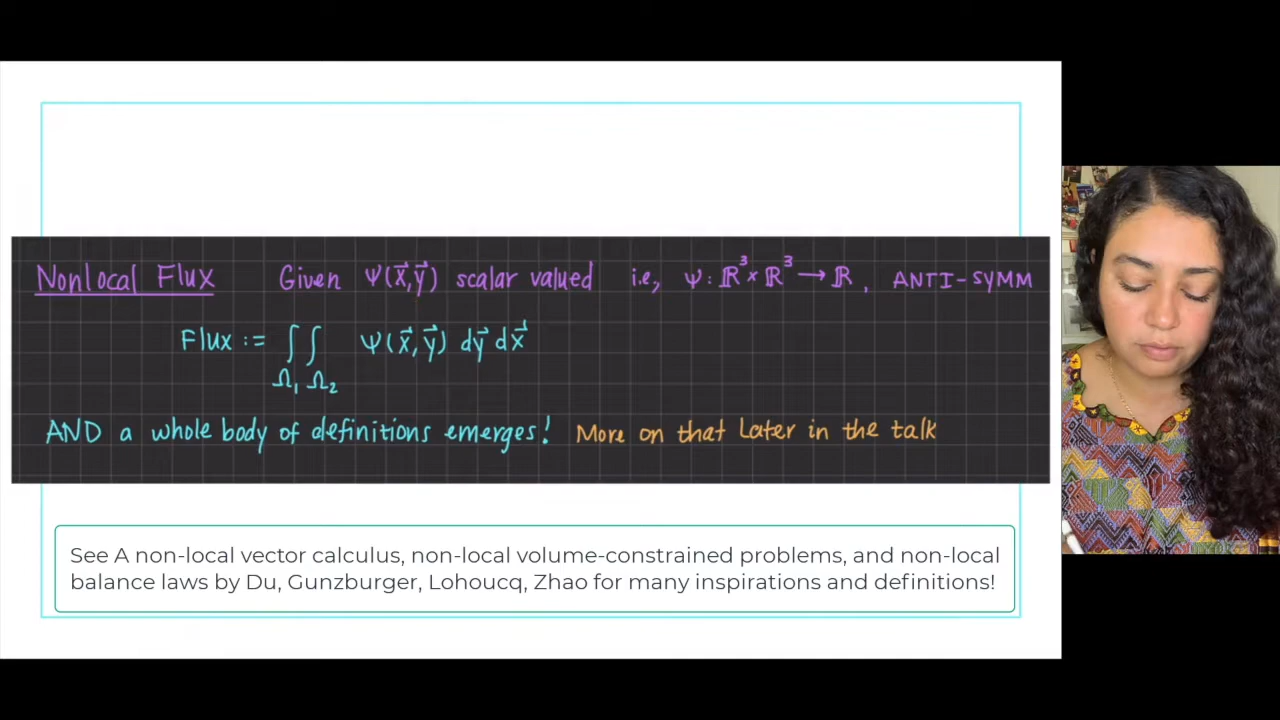 Nonlocal Flux Given Ψ(x⃗,y⃗) scalar valued i.e., Ψ: ℝ³ × ℝ³ → ℝ, ANTI-SYMM
Flux := ∫∫ Ψ(x⃗,y⃗) dy⃗ dx⃗
Ω₁ Ω₂
AND a whole body of definitions emerges! More on that Later in the talk
See A non-local vector calculus, non-local volume-constrained problems, and non-local
balance laws by Du, Gunzburger, Lohoucq, Zhao for many inspirations and definitions!